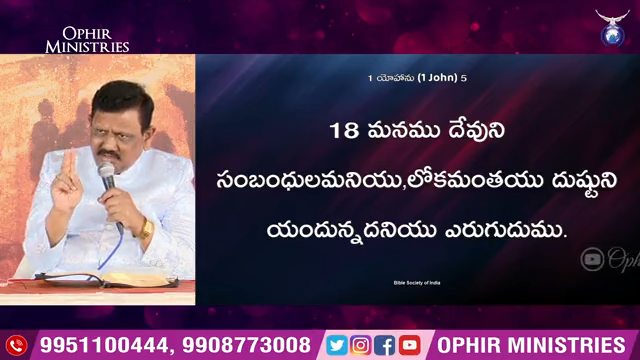 OPHIR
MINISTRIES
1 యోహాను (1 John) 5
18 మనము దేవుని
సంబంధులమనియు,లోకమంతయు దుష్టుని
యందున్నదనియు ఎరుగుదుము.
Bible Society of India
Oph
9951100444, 9908773008
OPHIR MINISTRIES